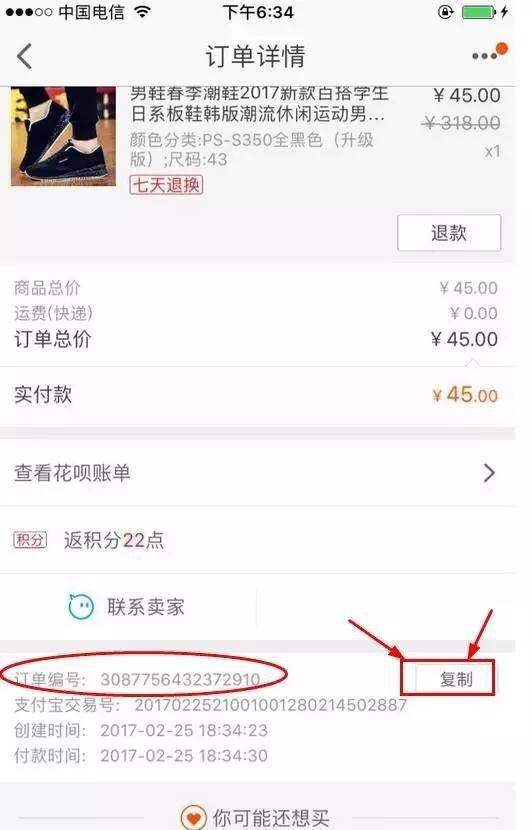 中国电信 下午6:34
订单详情
男鞋春季潮鞋2017新款百搭学生 ￥45.00
日系板鞋韩版潮流休闲运动男... ￥318.00
颜色分类:PS-S350全黑色（升级 x1
版）;尺码:43
七天退换
退款
商品总价 ￥45.00
运费(快递) ￥0.00
订单总价 ￥45.00
实付款 ￥45.00
查看花呗账单
积分 返积分22点
联系卖家
订单编号: 3087756432372910 复制
支付宝交易号: 2017022521001001280214502887
创建时间: 2017-02-25 18:34:23
付款时间: 2017-02-25 18:34:30
你可能还想买